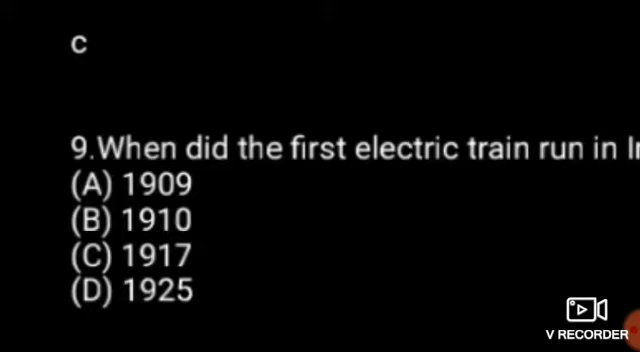 C
9.When did the first electric train run in
(A) 1909
(B) 1910
(C) 1917
(D) 1925
V RECORDER